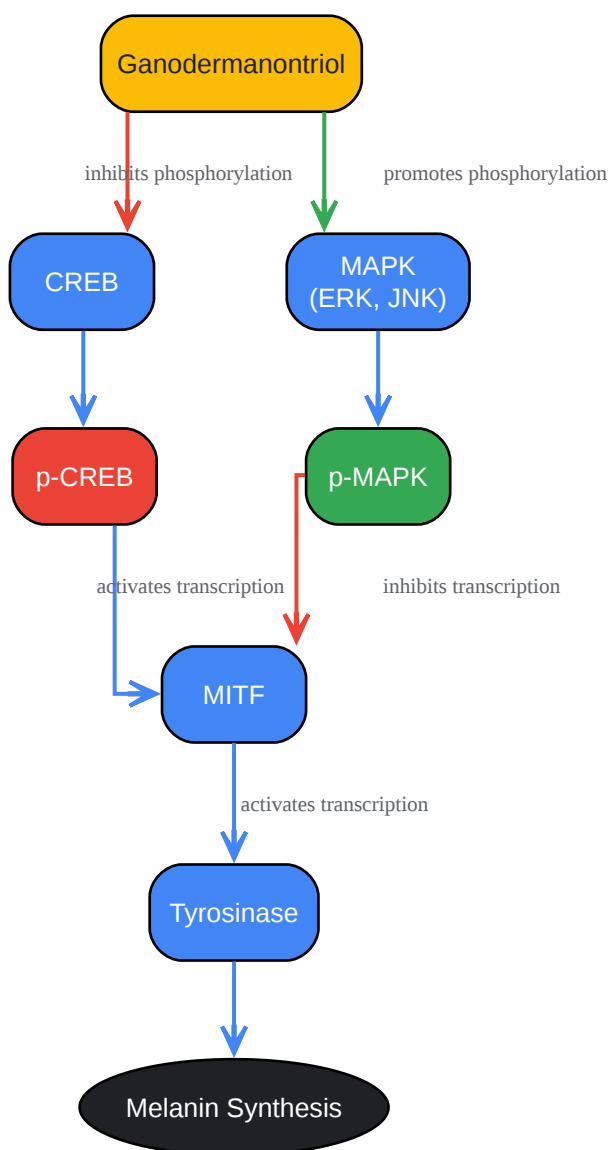 Ganodermanontriol
inhibits phosphorylation
promotes phosphorylation
CREB
MAPK
(ERK, JNK)
p-CREB
p-MAPK
activates transcription
inhibits transcription
MITF
activates transcription
Tyrosinase
Melanin Synthesis